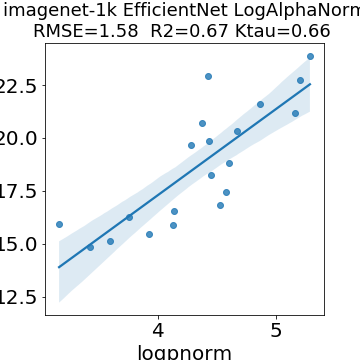 imagenet-1k EfficientNet LogAlphaNorm
RMSE=1.58 R2=0.67 Ktau=0.66
22.5
20.0
17.5
15.0
12.5
4 5
logpnorm